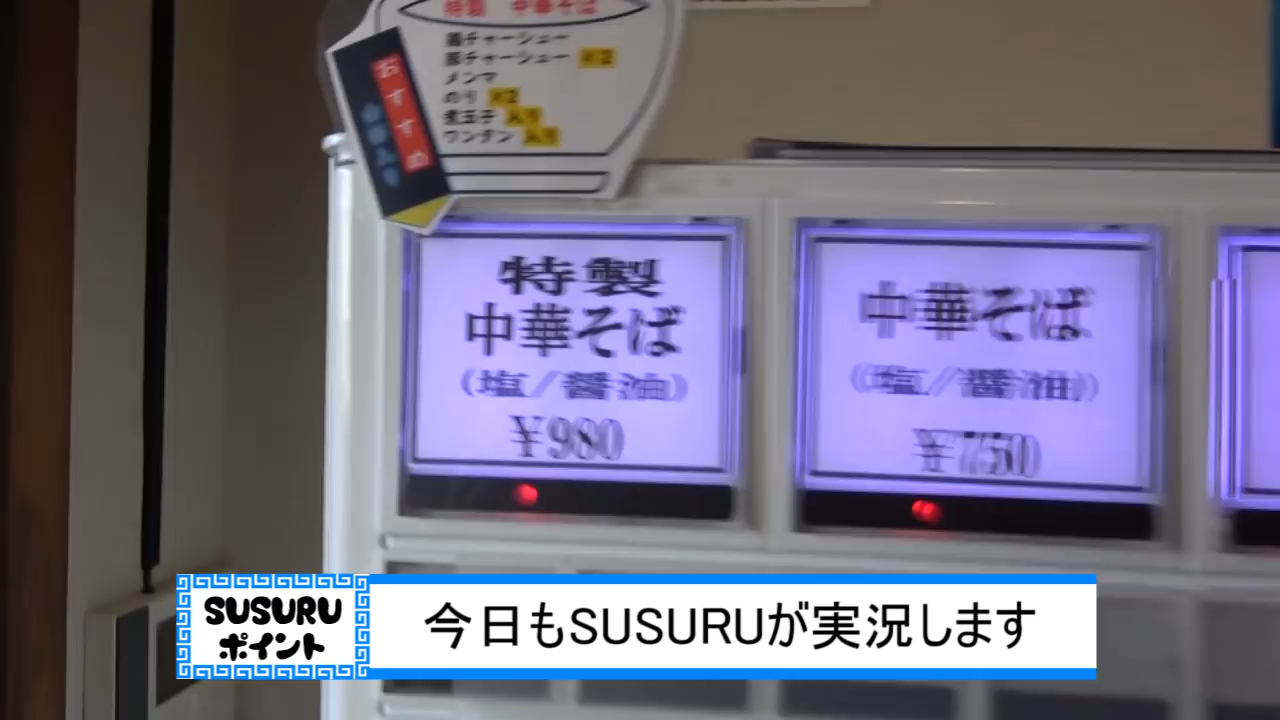 特製 中華そば
鶏チャーシュー
豚チャーシュー ×2
メンマ
のり ×2
煮玉子 入り
ワンタン 入り
おすすめ
特製
中華そば
(塩/醤油)
¥980
中華そば
(塩/醤油)
¥750
SUSURU
ポイント
今日もSUSURUが実況します